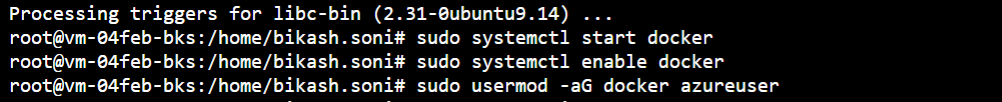 Processing triggers for libc-bin (2.31-0ubuntu9.14) ...
root@vm-04feb-bks:/home/bikash.soni# sudo systemctl start docker
root@vm-04feb-bks:/home/bikash.soni# sudo systemctl enable docker
root@vm-04feb-bks:/home/bikash.soni# sudo usermod -aG docker azureuser